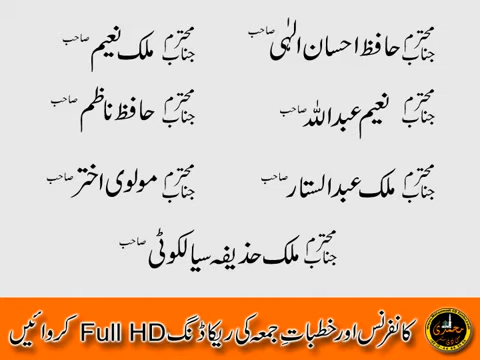 محترم جناب حافظ احسان الٰہی صاحب
محترم جناب ملک نعیم صاحب
محترم جناب نعیم عبداللہ صاحب
محترم جناب حافظ ناظم صاحب
محترم جناب ملک عبدالستار صاحب
محترم جناب مولوی اختر صاحب
محترم جناب ملک حذیفہ سیالکوٹی صاحب
کانفرنس اور خطباتِ جمعہ کی ریکاڈنگ Full HD کروائیں